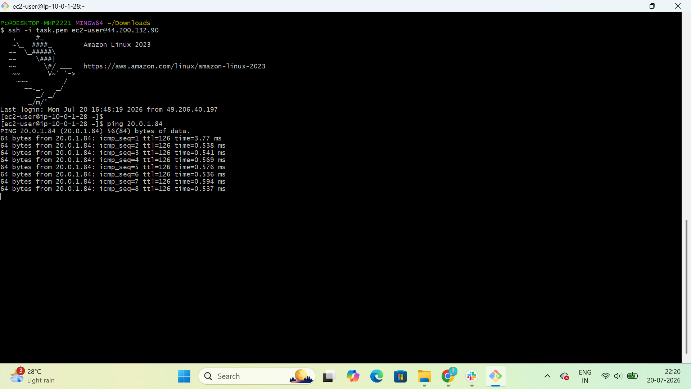 ec2-user@ip-10-0-1-28:~
PC@DESKTOP-MHP2221 MINGW64 ~/Downloads
$ ssh -i task.pem ec2-user@44.200.132.90
   ,     #_
   ~\_  ####_        Amazon Linux 2023
  ~~  \_#####\
  ~~     \###|
  ~~       \#/ ___   https://aws.amazon.com/linux/amazon-linux-2023
   ~~       V~' '->
    ~~~         /
      ~~._.   _/
         _/ _/
       _/m/'
Last login: Mon Jul 20 16:48:19 2026 from 49.206.40.197
[ec2-user@ip-10-0-1-28 ~]$
[ec2-user@ip-10-0-1-28 ~]$ ping 20.0.1.84
PING 20.0.1.84 (20.0.1.84) 56(84) bytes of data.
64 bytes from 20.0.1.84: icmp_seq=1 ttl=126 time=3.77 ms
64 bytes from 20.0.1.84: icmp_seq=2 ttl=126 time=0.538 ms
64 bytes from 20.0.1.84: icmp_seq=3 ttl=126 time=0.541 ms
64 bytes from 20.0.1.84: icmp_seq=4 ttl=126 time=0.569 ms
64 bytes from 20.0.1.84: icmp_seq=5 ttl=126 time=0.576 ms
64 bytes from 20.0.1.84: icmp_seq=6 ttl=126 time=0.536 ms
64 bytes from 20.0.1.84: icmp_seq=7 ttl=126 time=0.594 ms
64 bytes from 20.0.1.84: icmp_seq=8 ttl=126 time=0.537 ms
3
28°C
Light rain
Search
ENG
IN
22:20
20-07-2026